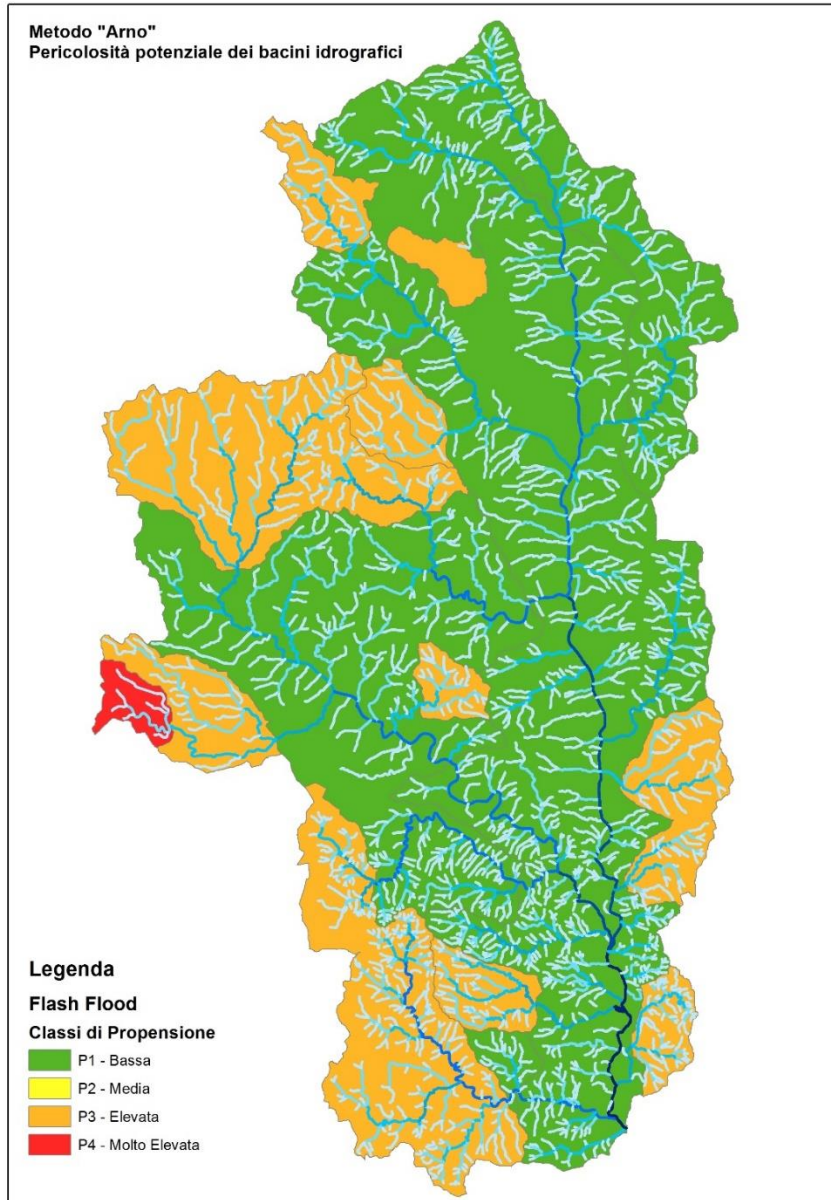 Metodo "Arno"
Pericolosità potenziale dei bacini idrografici
Legenda
Flash Flood
Classi di Propensione
P1 - Bassa
P2 - Media
P3 - Elevata
P4 - Molto Elevata